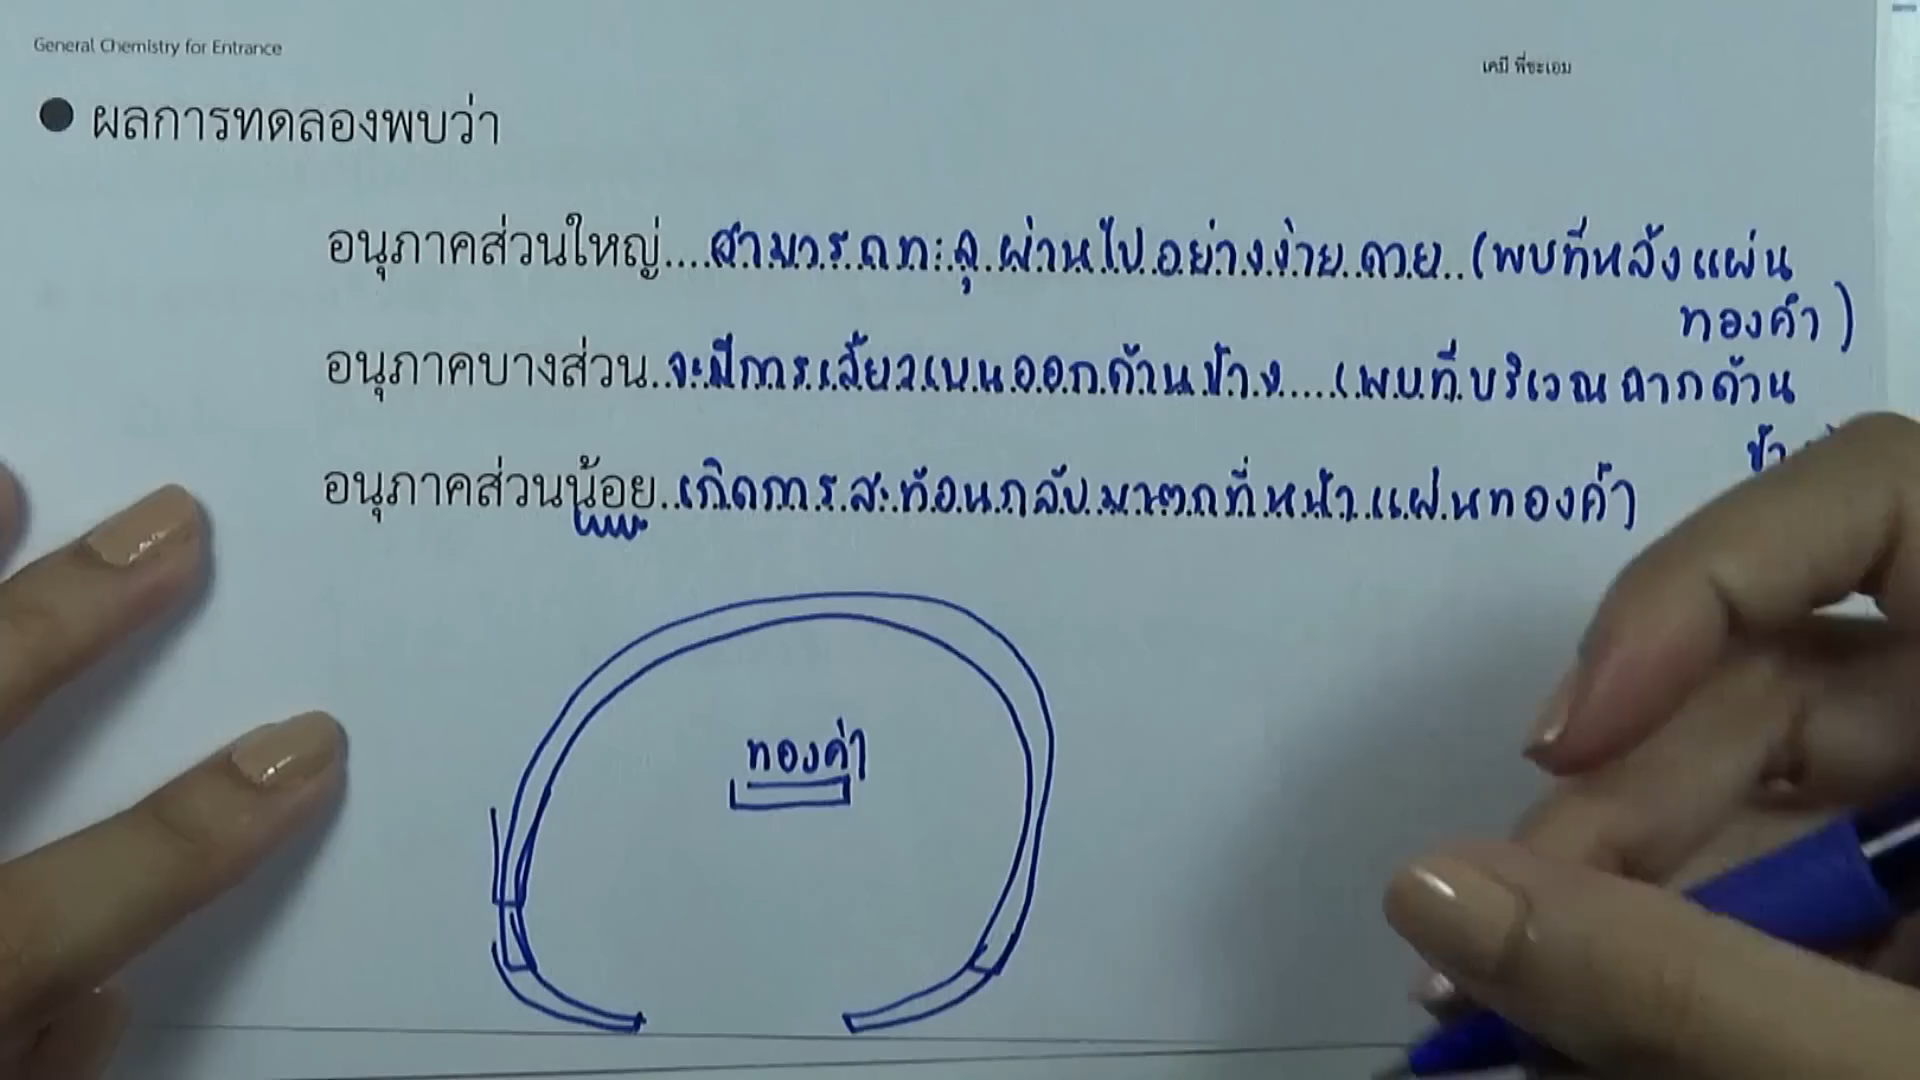 General Chemistry for Entrance
เคมี พี่ชะเอม
● ผลการทดลองพบว่า
อนุภาคส่วนใหญ่....สามารถทะลุผ่านไปอย่างง่ายดาย..(พบที่หลังแผ่น
ทองคำ)
อนุภาคบางส่วน..จะมีการเลี้ยวเบนออกด้านข้าง....(พบที่บริเวณฉากด้าน
อนุภาคส่วนน้อย..เกิดการสะท้อนกลับมาตกที่หน้าแผ่นทองคำ
ทองคำ